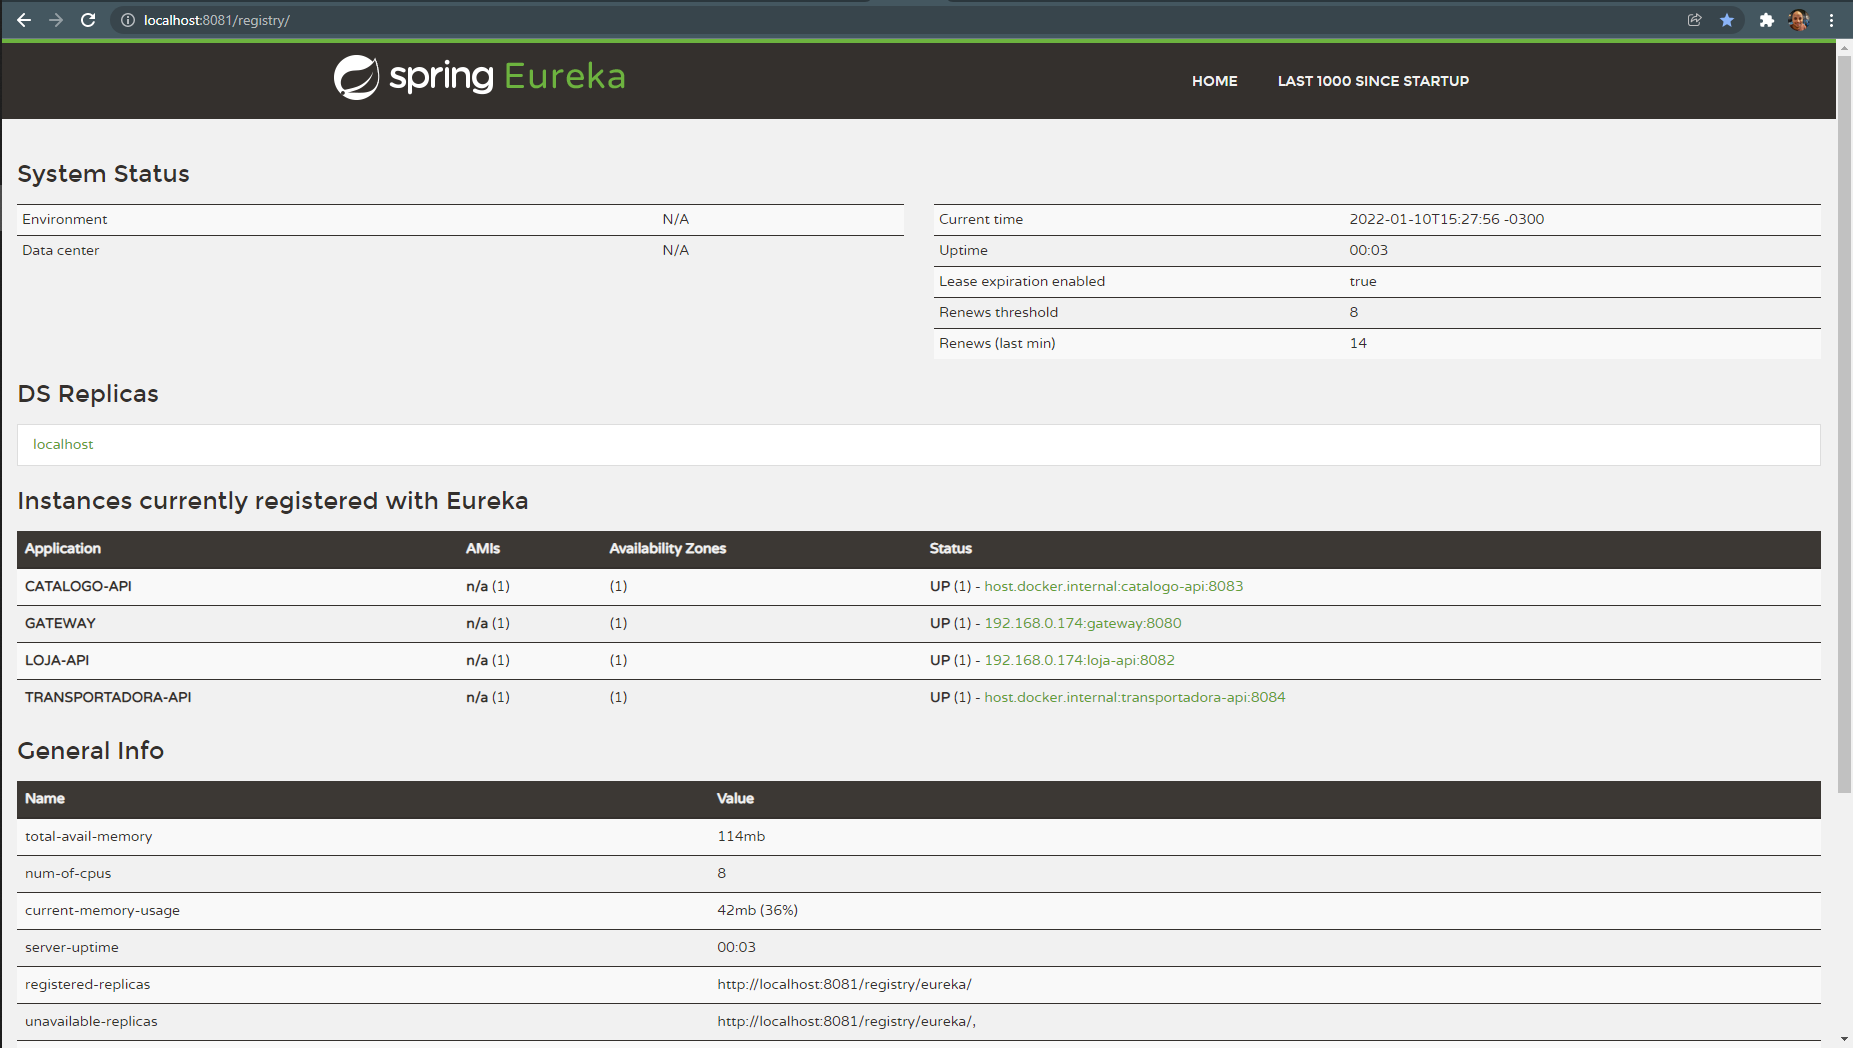 localhost:8081/registry/
spring Eureka
HOME LAST 1000 SINCE STARTUP
System Status
Environment N/A
Data center N/A
Current time 2022-01-10T15:27:56 -0300
Uptime 00:03
Lease expiration enabled true
Renews threshold 8
Renews (last min) 14
DS Replicas
localhost
Instances currently registered with Eureka
Application AMIs Availability Zones Status
CATALOGO-API n/a (1) (1) UP (1) - host.docker.internal:catalogo-api:8083
GATEWAY n/a (1) (1) UP (1) - 192.168.0.174:gateway:8080
LOJA-API n/a (1) (1) UP (1) - 192.168.0.174:loja-api:8082
TRANSPORTADORA-API n/a (1) (1) UP (1) - host.docker.internal:transportadora-api:8084
General Info
Name Value
total-avail-memory 114mb
num-of-cpus 8
current-memory-usage 42mb (36%)
server-uptime 00:03
registered-replicas http://localhost:8081/registry/eureka/
unavailable-replicas http://localhost:8081/registry/eureka/,